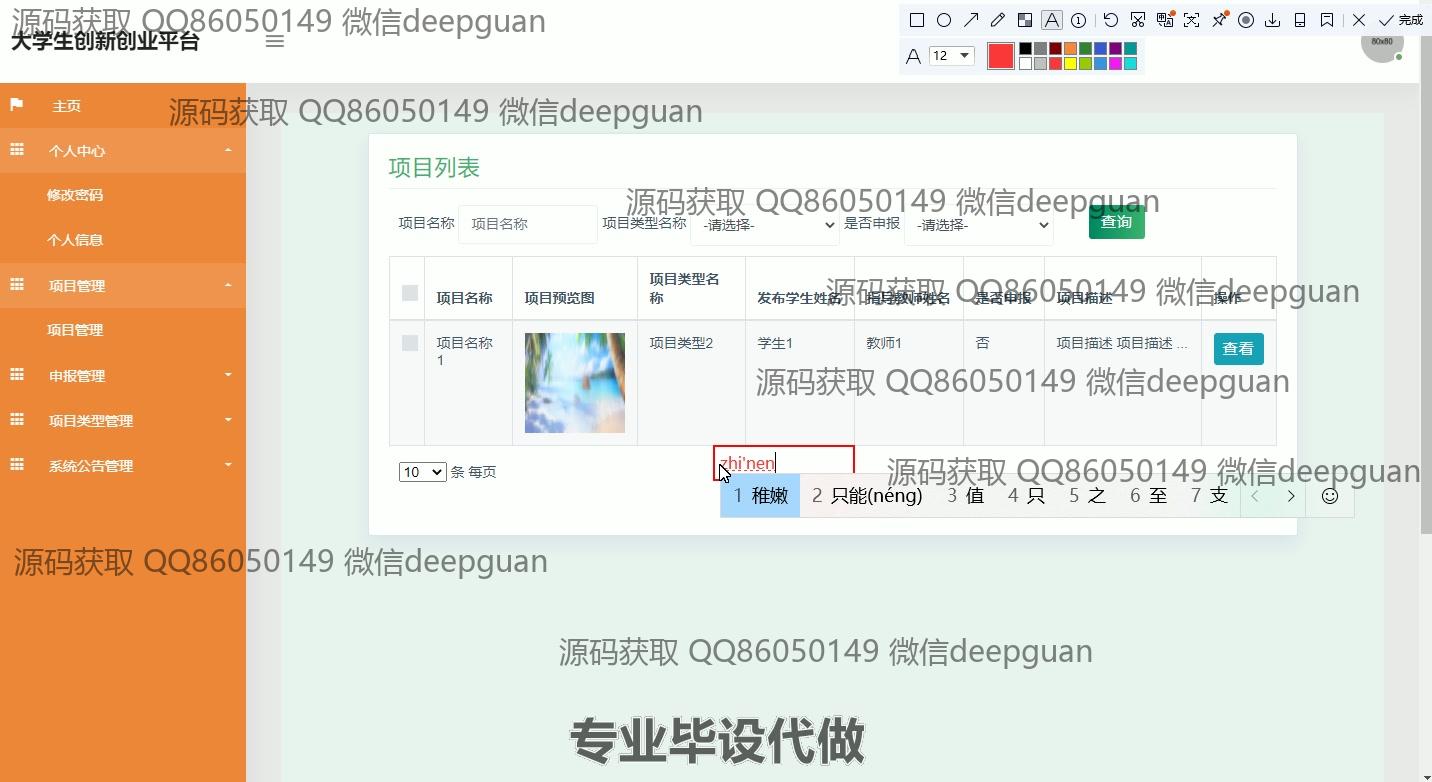 源码获取 QQ86050149 微信deepguan
大学生创新创业平台
完成
12
80x80
主页
源码获取 QQ86050149 微信deepguan
个人中心
修改密码
个人信息
项目管理
项目管理
申报管理
项目类型管理
系统公告管理
项目列表
源码获取 QQ86050149 微信deepguan
项目名称 项目名称 项目类型名称 -请选择- 是否申报 -请选择- 查询
源码获取 QQ86050149 微信deepguan
项目名称 项目预览图 项目类型名称 发布学生姓名 指导教师姓名 是否申报 项目描述 操作
项目名称1 项目类型2 学生1 教师1 否 项目描述 项目描述 ... 查看
源码获取 QQ86050149 微信deepguan
10 条 每页
zhi'nen
源码获取 QQ86050149 微信deepguan
1 稚嫩 2 只能(néng) 3 值 4 只 5 之 6 至 7 支
源码获取 QQ86050149 微信deepguan
源码获取 QQ86050149 微信deepguan
专业毕设代做